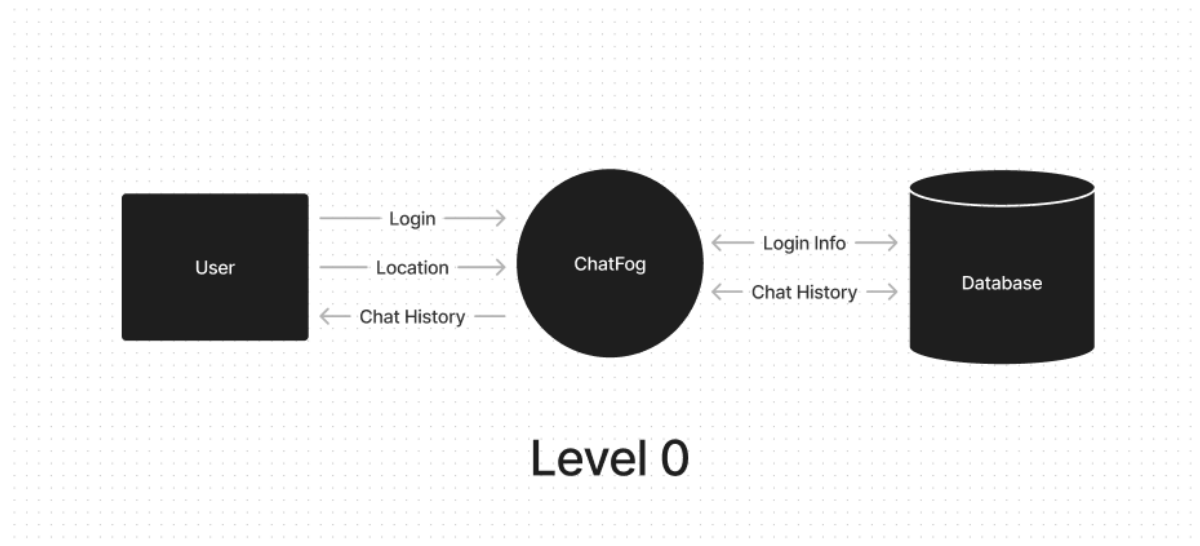 Login
Login Info
User
Location
ChatFog
Chat History
Chat History
Database
Level 0